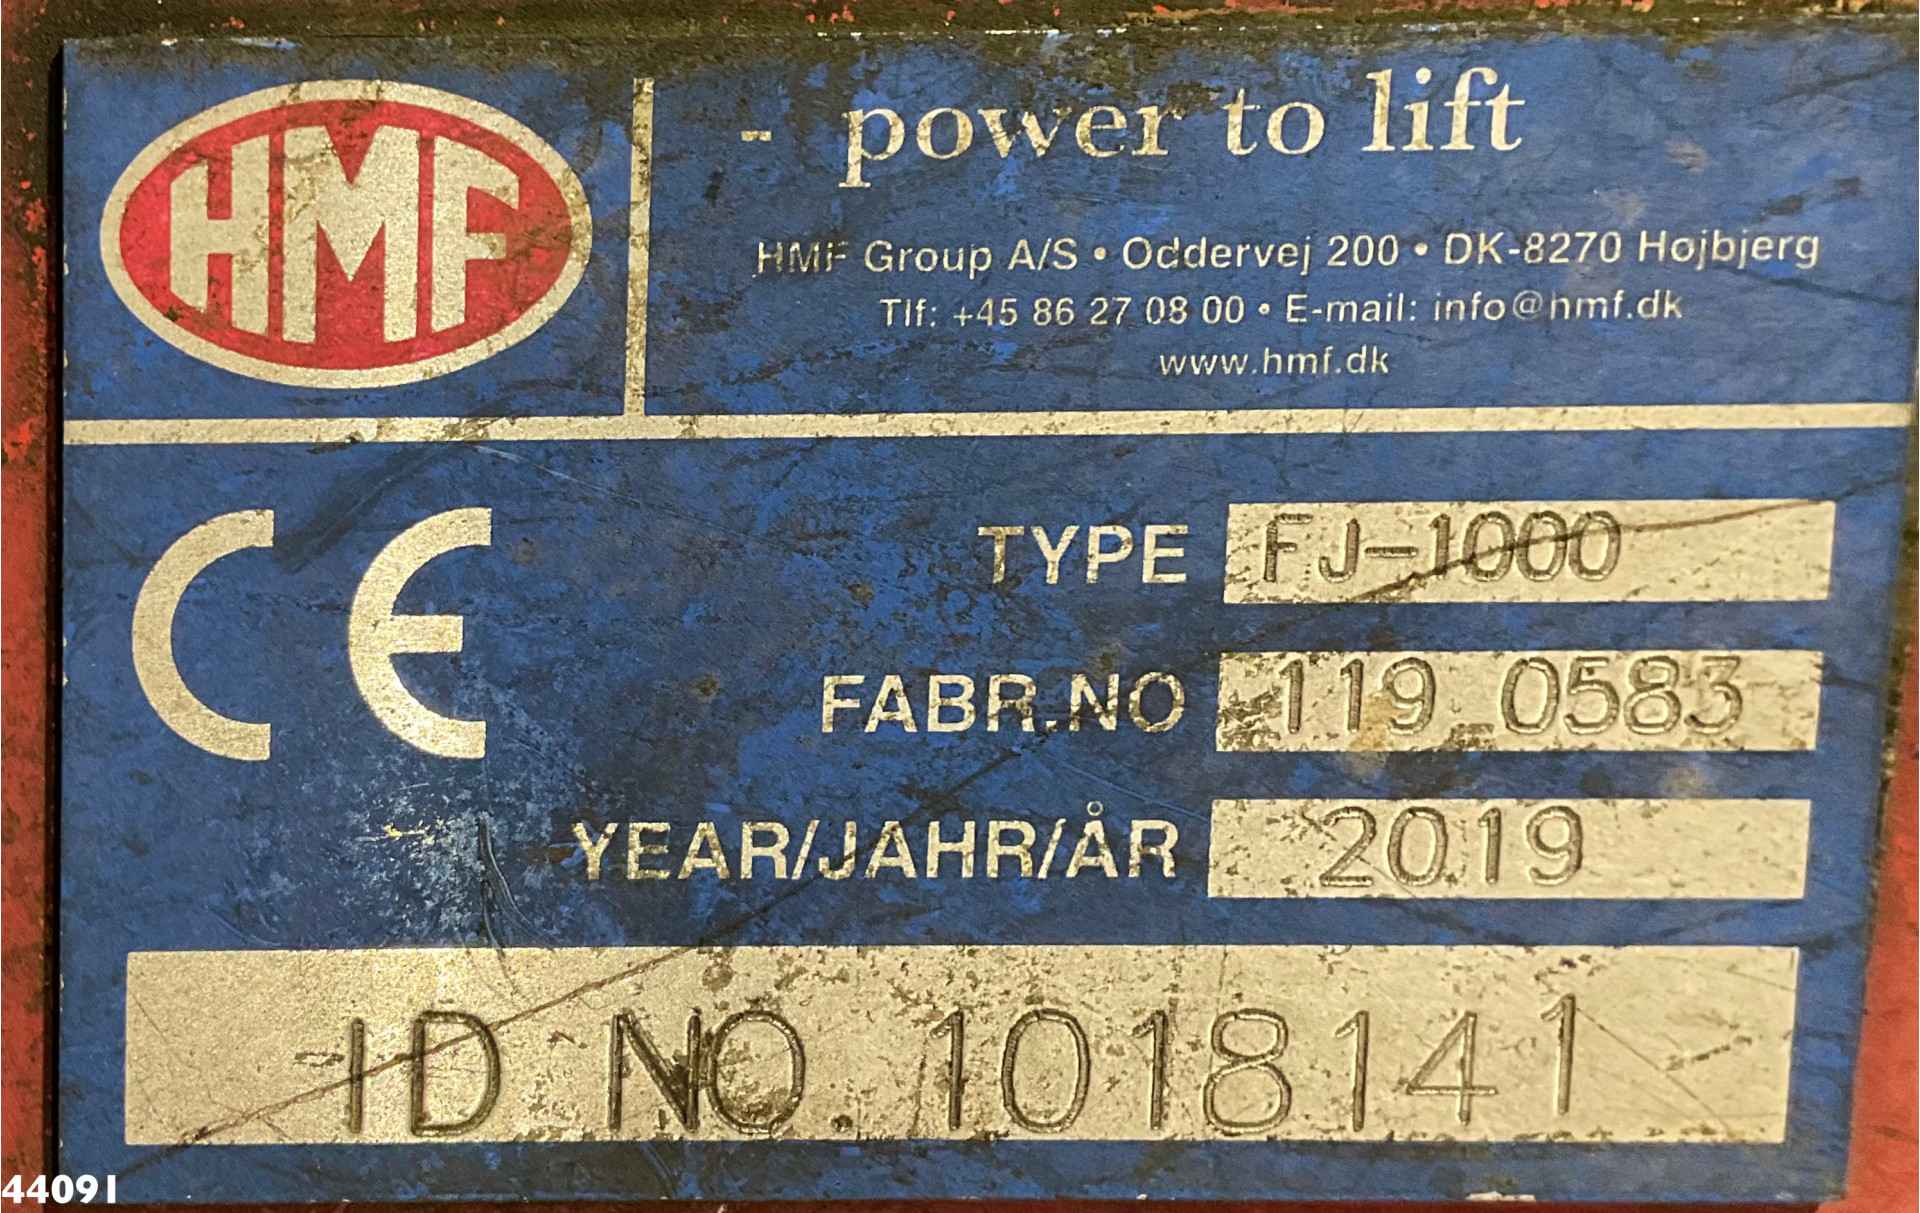 HMF
- power to lift
HMF Group A/S • Oddervej 200 • DK-8270 Højbjerg
Tlf: +45 86 27 08 00 • E-mail: info@hmf.dk
www.hmf.dk
CE
TYPE FJ-1000
FABR.NO 119 0583
YEAR/JAHR/ÅR 2019
ID NO. 1018141
44091